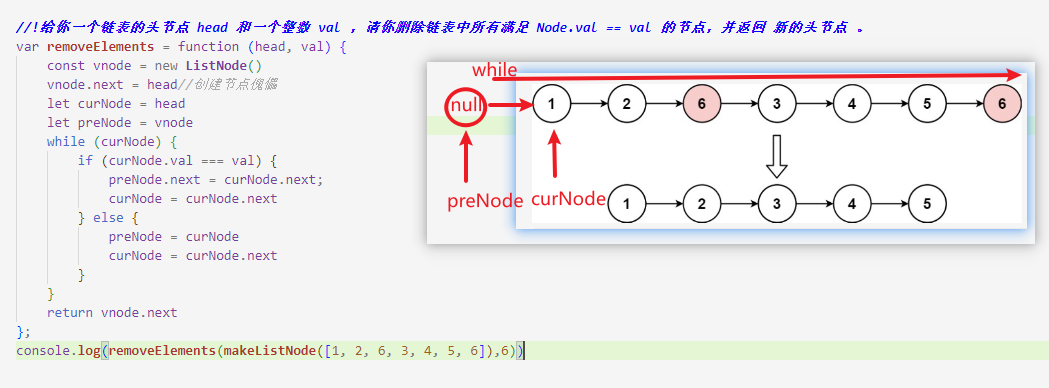 //!给你一个链表的头节点 head 和一个整数 val ，请你删除链表中所有满足 Node.val == val 的节点，并返回 新的头节点 。
var removeElements = function (head, val) {
const vnode = new ListNode()
vnode.next = head//创建节点傀儡
let curNode = head
let preNode = vnode
while (curNode) {
if (curNode.val === val) {
preNode.next = curNode.next;
curNode = curNode.next
} else {
preNode = curNode
curNode = curNode.next
}
}
return vnode.next
};
console.log(removeElements(makeListNode([1, 2, 6, 3, 4, 5, 6]),6))
while
null 1 2 6 3 4 5 6
preNode curNode
1 2 3 4 5